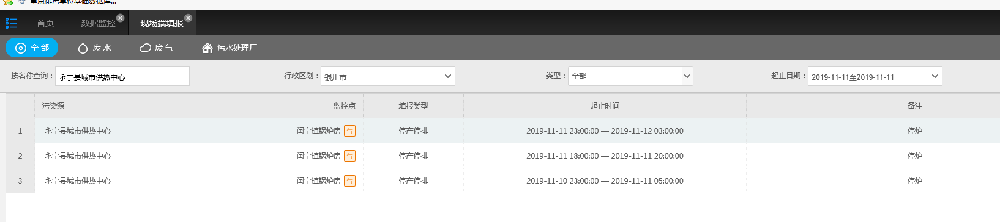 重点排污单位基础数据库...
首页 数据监控 现场端填报
全 部 废 水 废 气 污水处理厂
按名称查询： 永宁县城市供热中心 行政区划： 银川市 类型： 全部 起止日期： 2019-11-11至2019-11-11
污染源 监控点 填报类型 起止时间 备注
1 永宁县城市供热中心 闽宁镇锅炉房 气 停产停排 2019-11-11 23:00:00 — 2019-11-12 03:00:00 停炉
2 永宁县城市供热中心 闽宁镇锅炉房 气 停产停排 2019-11-11 18:00:00 — 2019-11-11 20:00:00 停炉
3 永宁县城市供热中心 闽宁镇锅炉房 气 停产停排 2019-11-10 23:00:00 — 2019-11-11 05:00:00 停炉